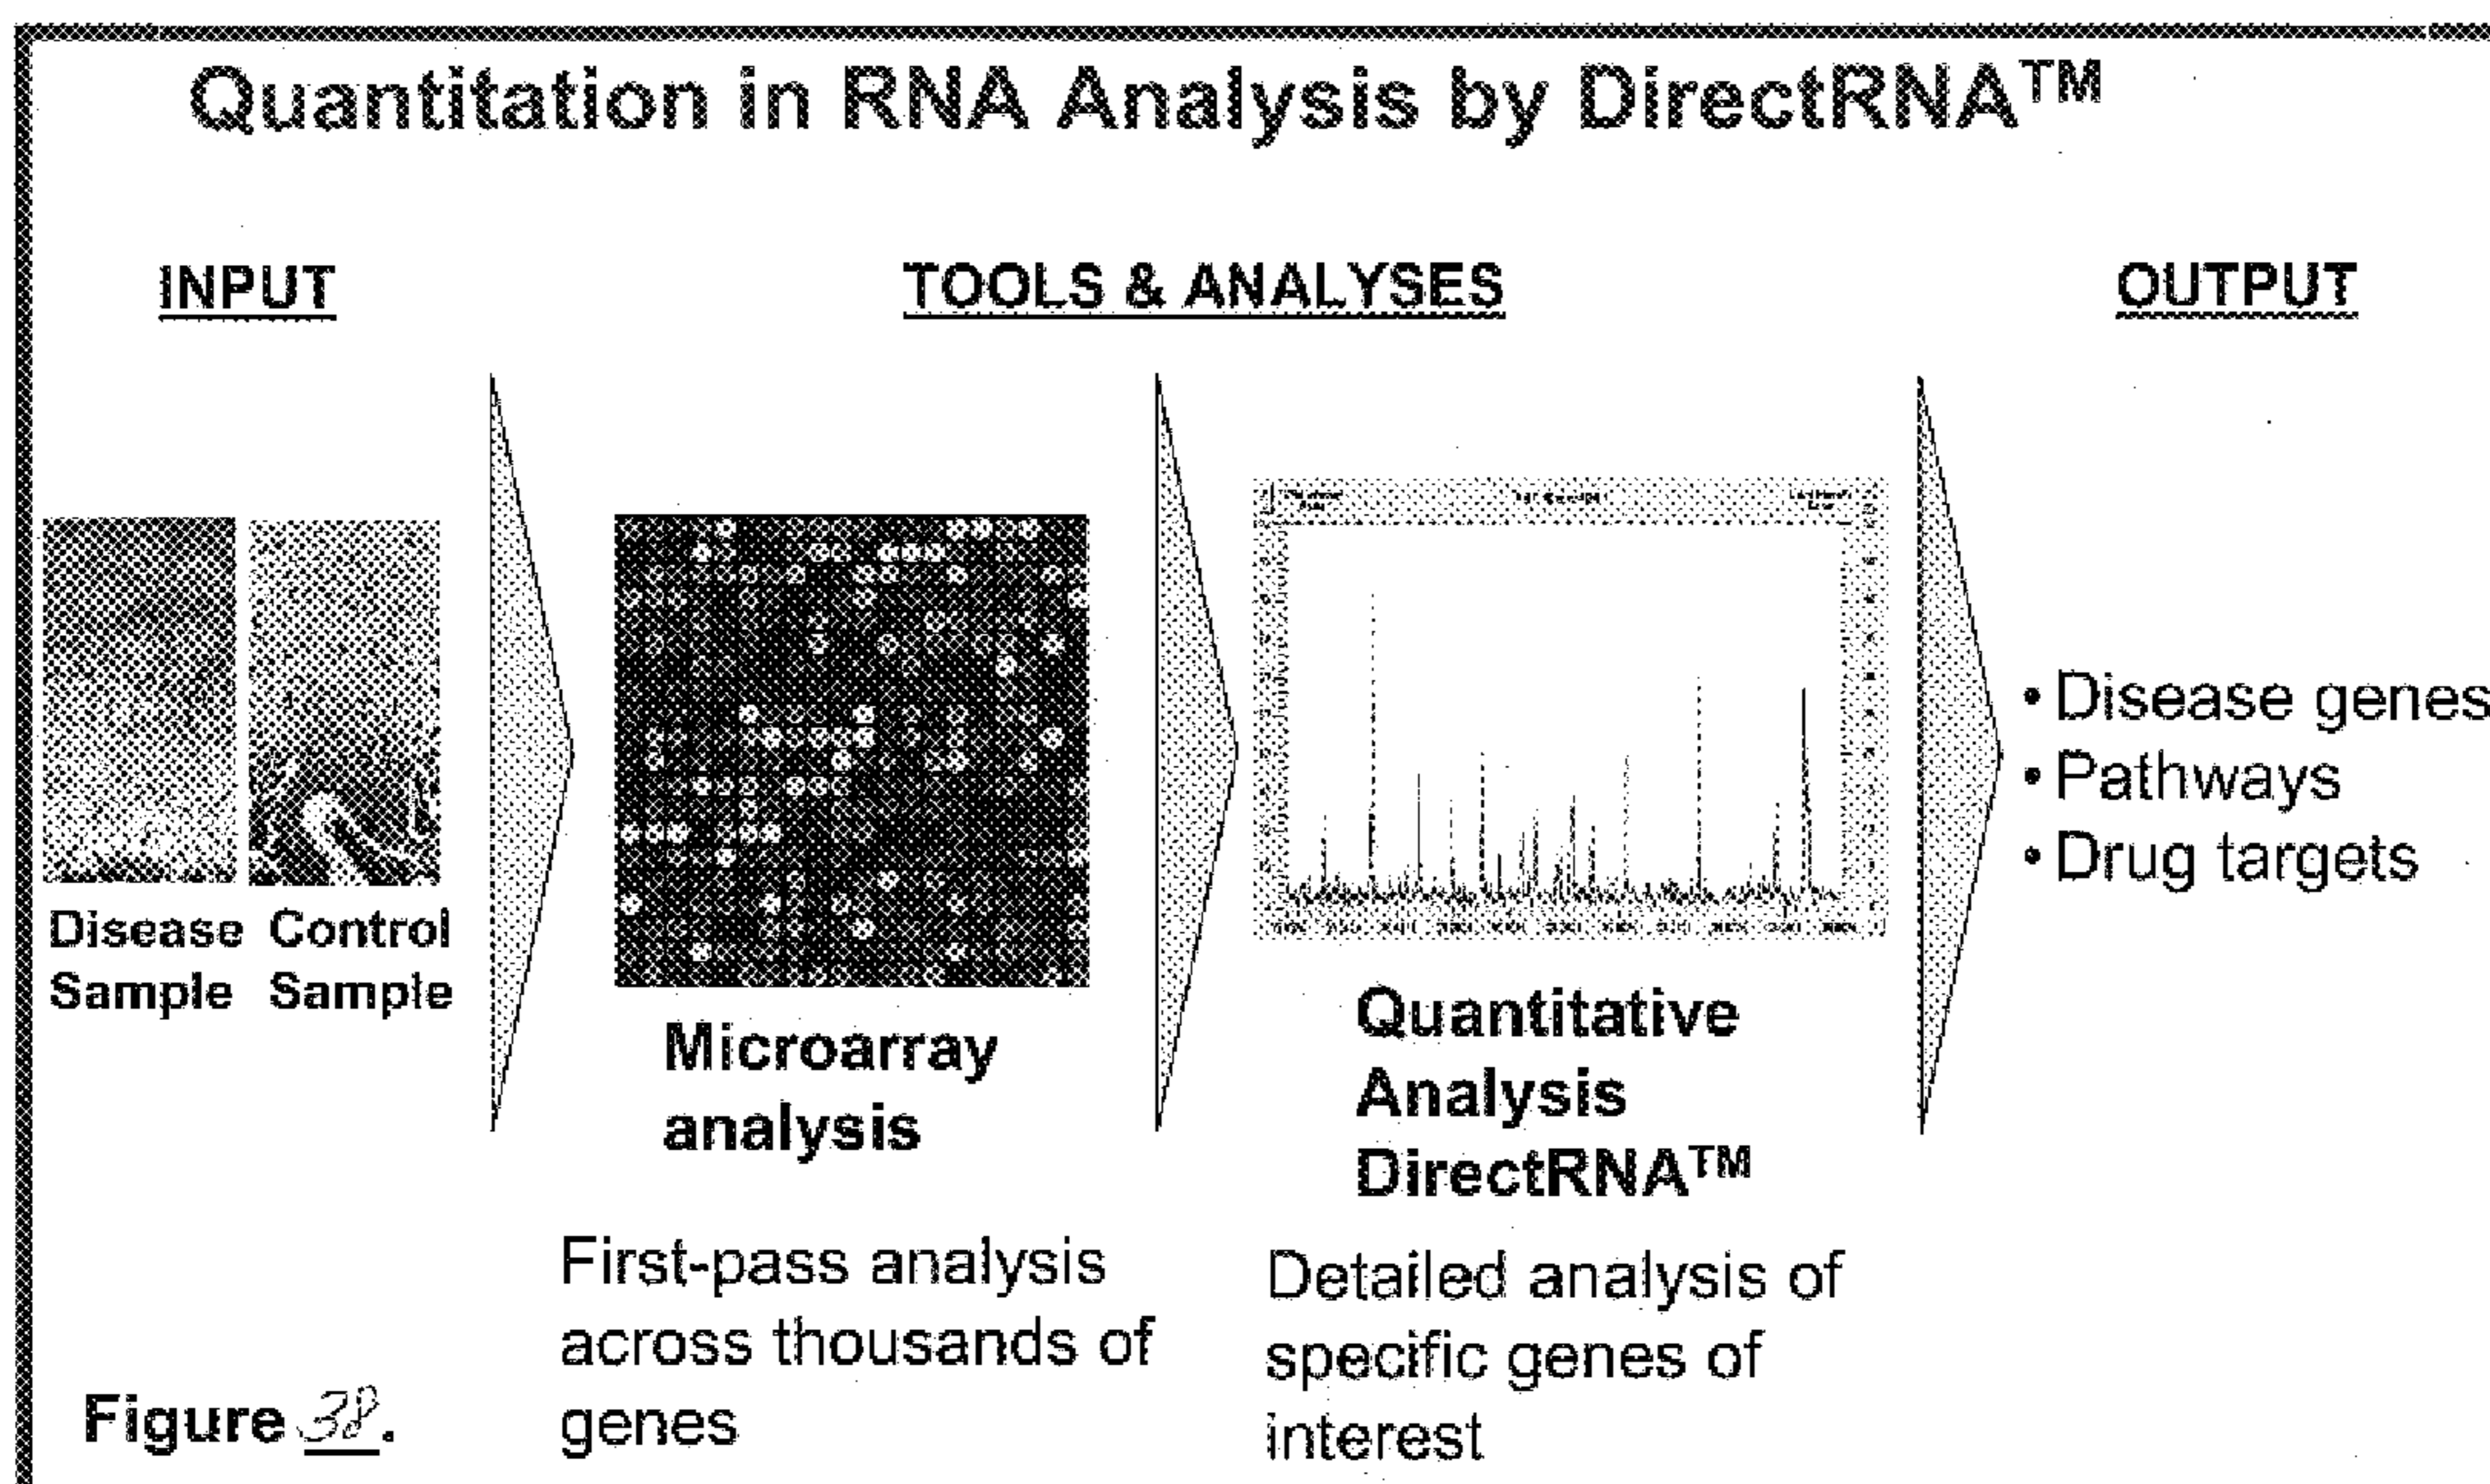 Quantitation in RNA Analysis by DirectRNA™
INPUT
TOOLS & ANALYSES
OUTPUT
Disease Sample
Control Sample
Microarray
analysis
First-pass analysis
across thousands of
genes
Quantitative
Analysis
DirectRNA™
Detailed analysis of
specific genes of
interest
• Disease genes
• Pathways
• Drug targets
Figure 38.